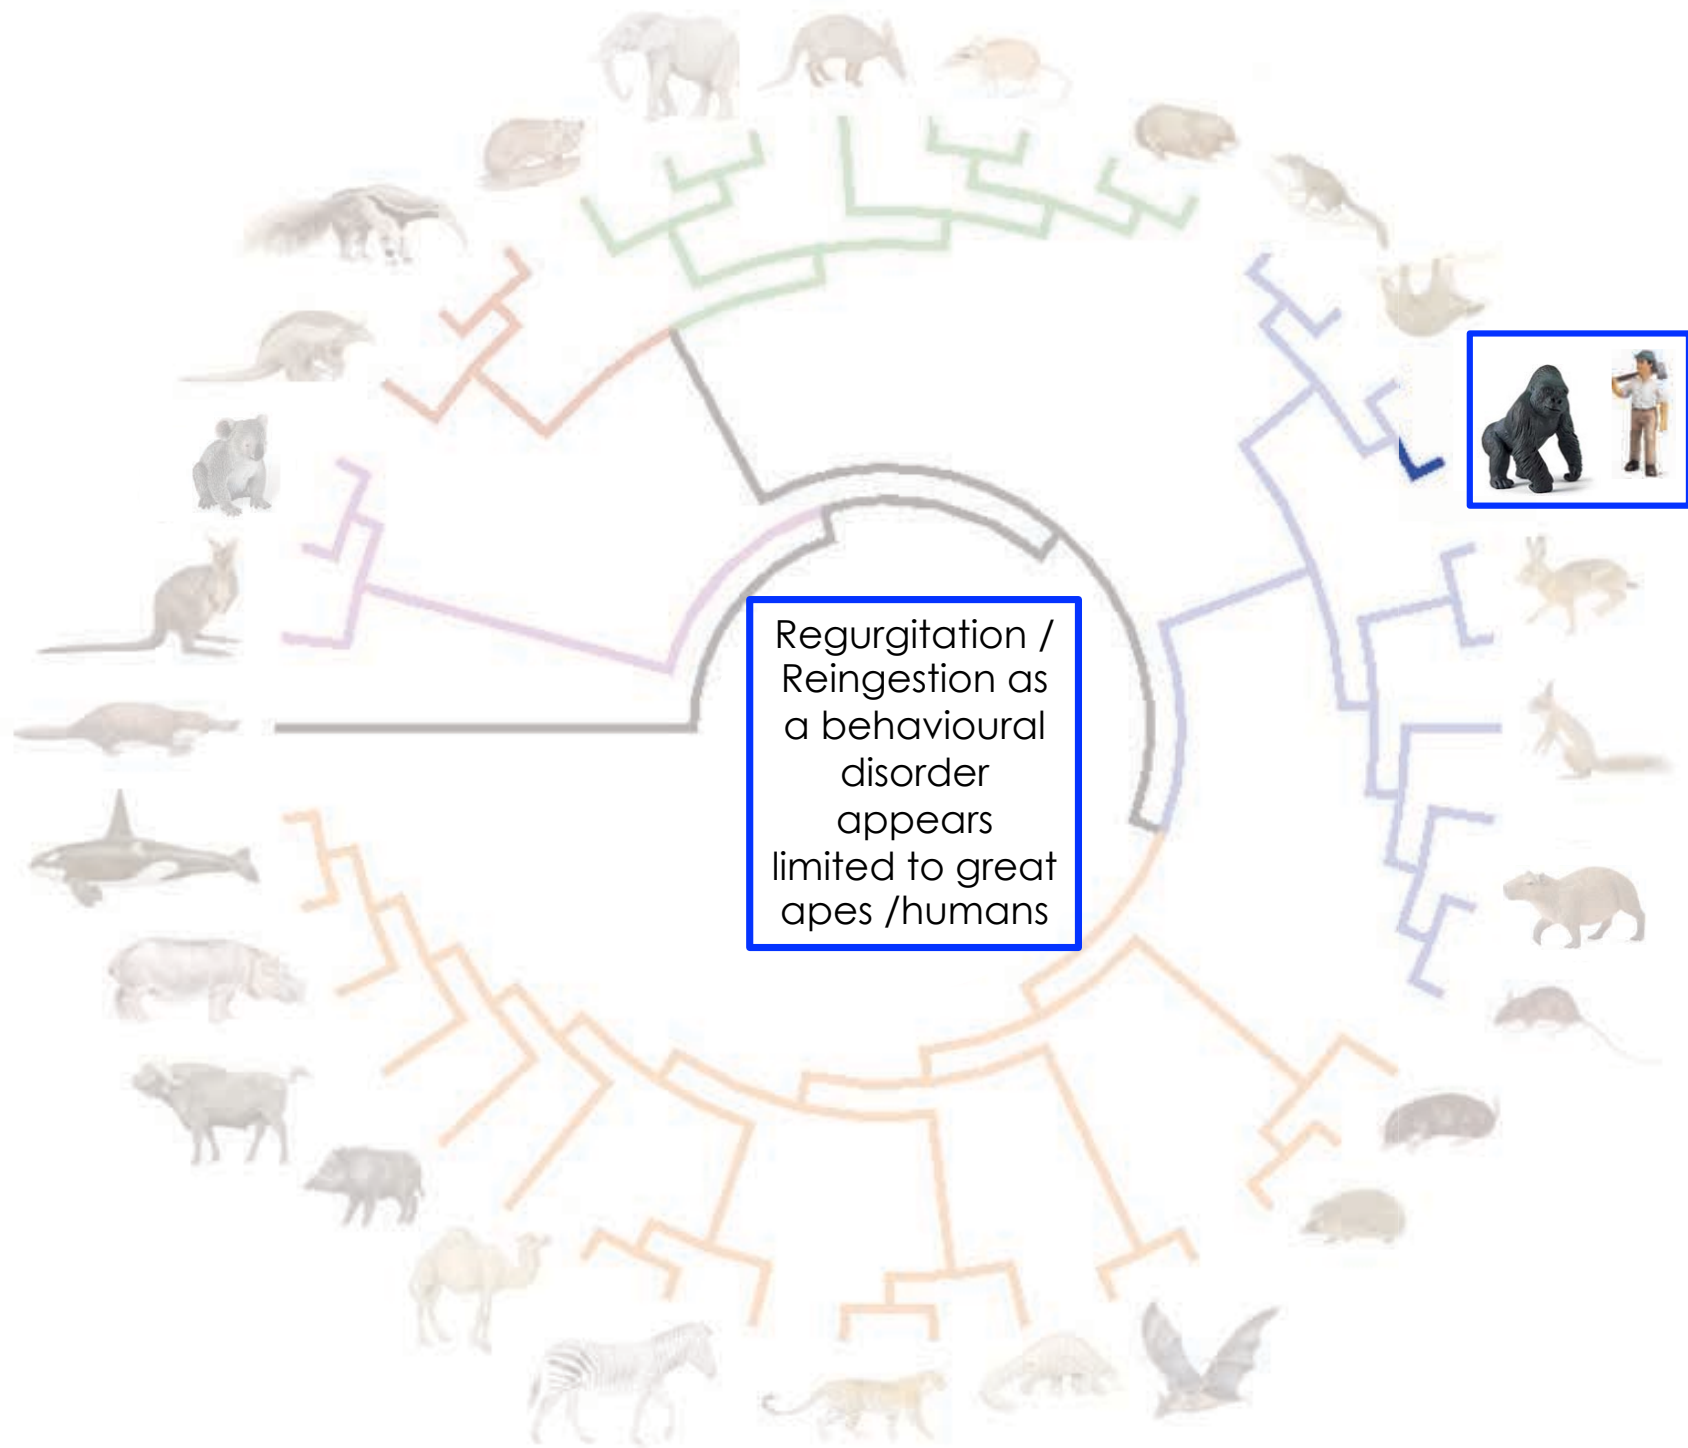 Regurgitation /
Reingestion as
a behavioural
disorder
appears
limited to great
apes /humans